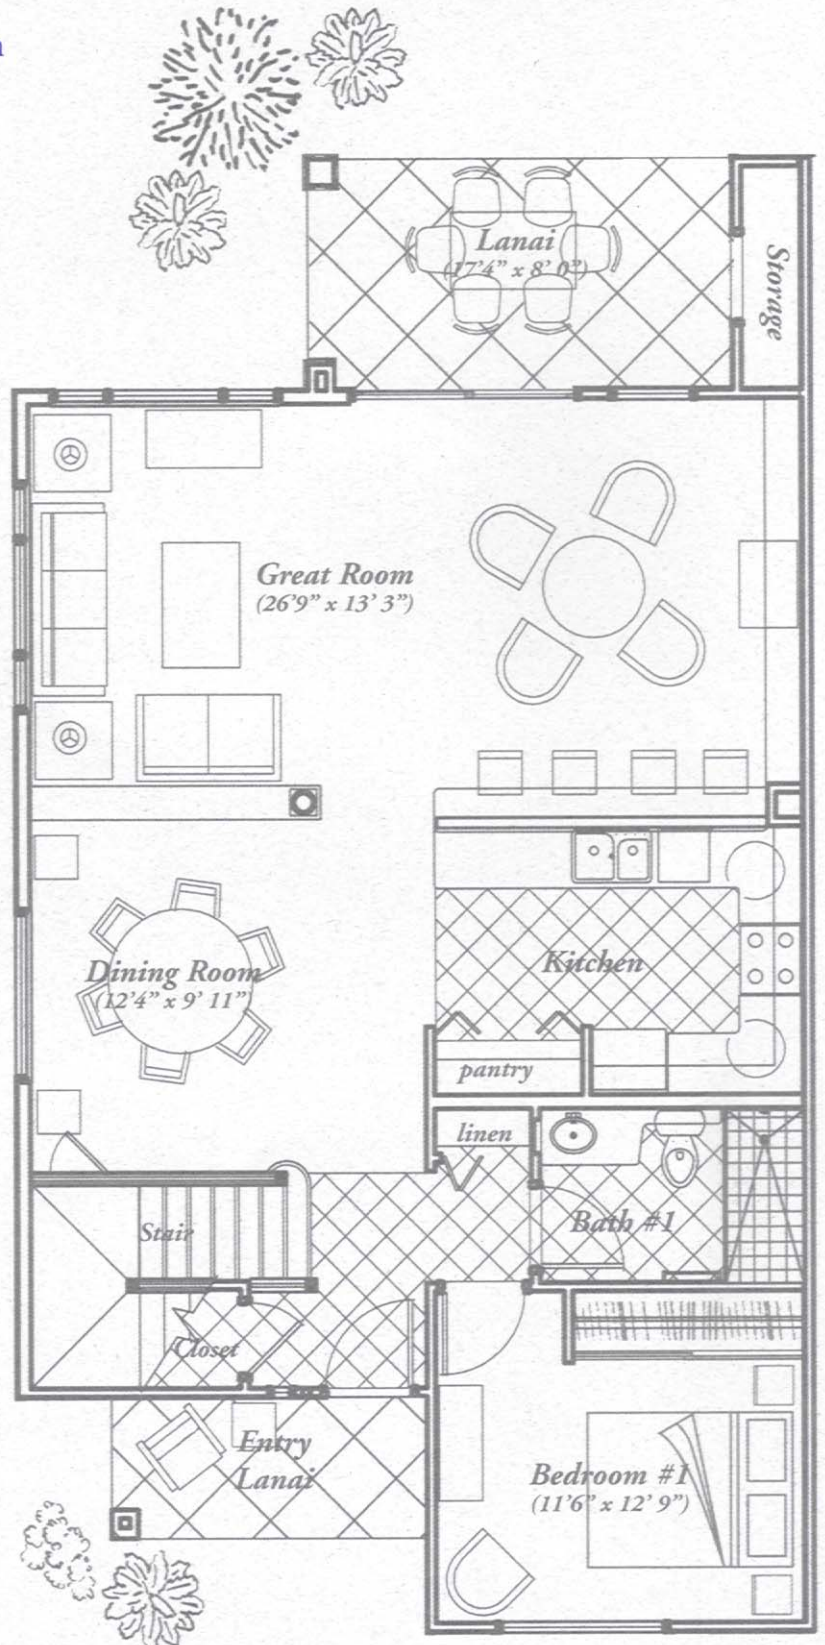 Lanai
(17'4” x 8' 0”)
Storage
Great Room
(26'9” x 13' 3”)
Dining Room
(12'4” x 9' 11”)
Kitchen
pantry
linen
Bath #1
Stair
Closet
Entry
Lanai
Bedroom #1
(11'6” x 12' 9”)